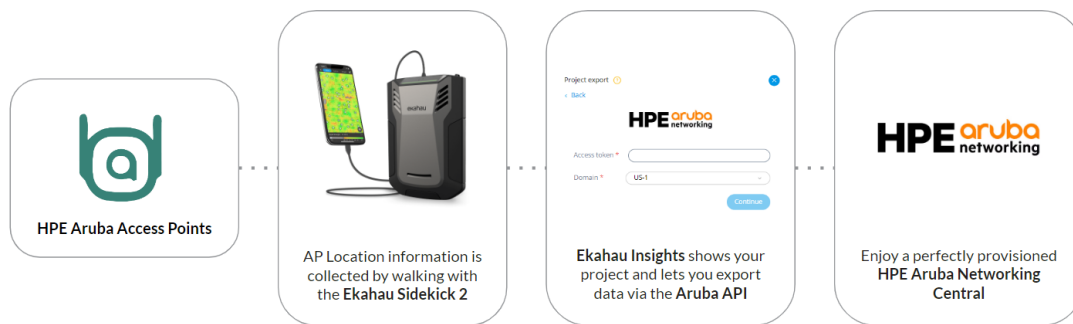 HPE Aruba Access Points
ekahau
AP Location information is
collected by walking with
the Ekahau Sidekick 2
Project export
Back
HPE aruba
networking
Access token *
Domain * US-1
Continue
Ekahau Insights shows your
project and lets you export
data via the Aruba API
HPE aruba
networking
Enjoy a perfectly provisioned
HPE Aruba Networking
Central